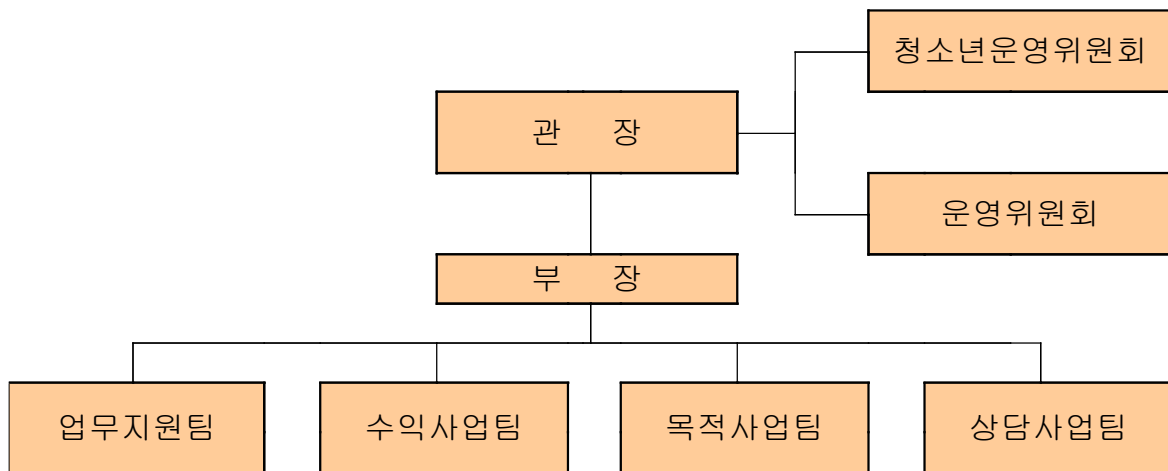 청소년운영위원회
관 장
운영위원회
부 장
업무지원팀
수익사업팀
목적사업팀
상담사업팀